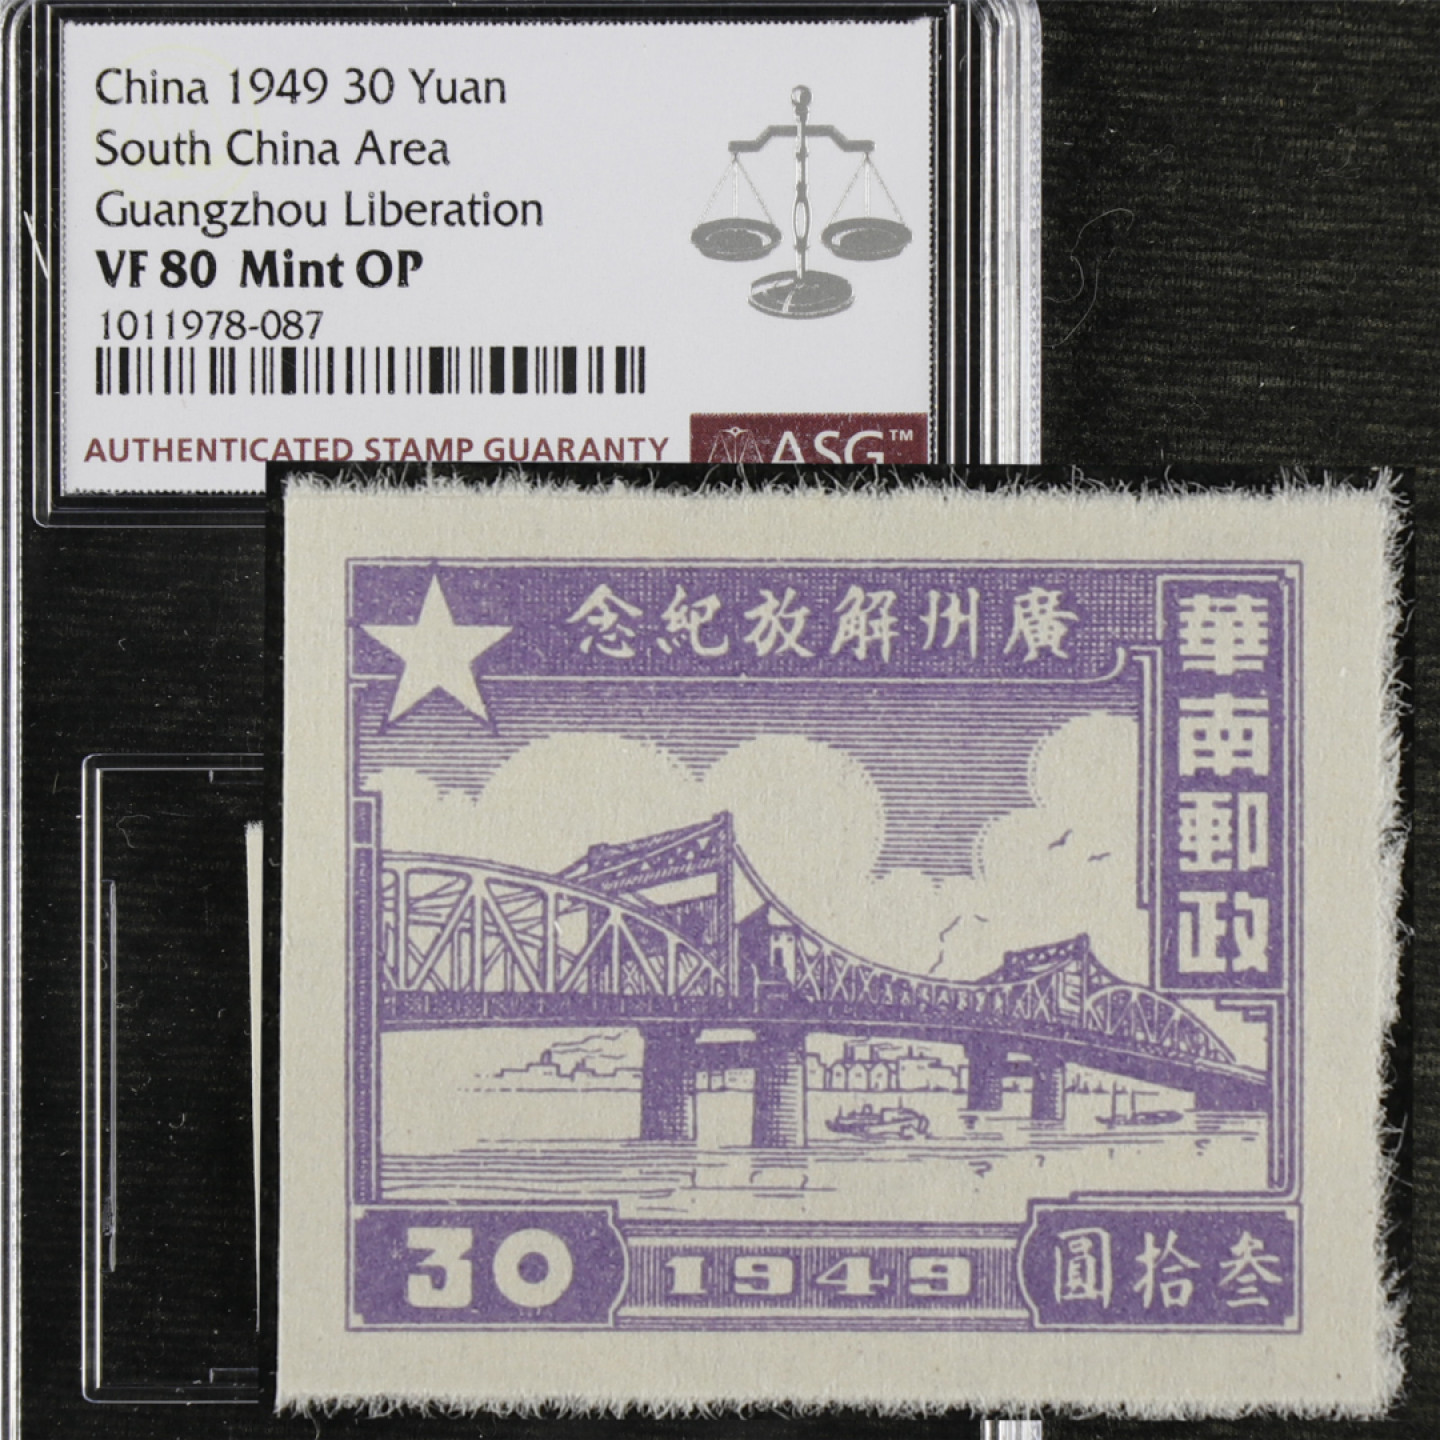 China 1949 30 Yuan
South China Area
Guangzhou Liberation
VF 80 Mint OP
1011978-087
AUTHENTICATED STAMP GUARANTY
ASG™
念紀放解州廣
華南郵政
30
1949
圓拾叁